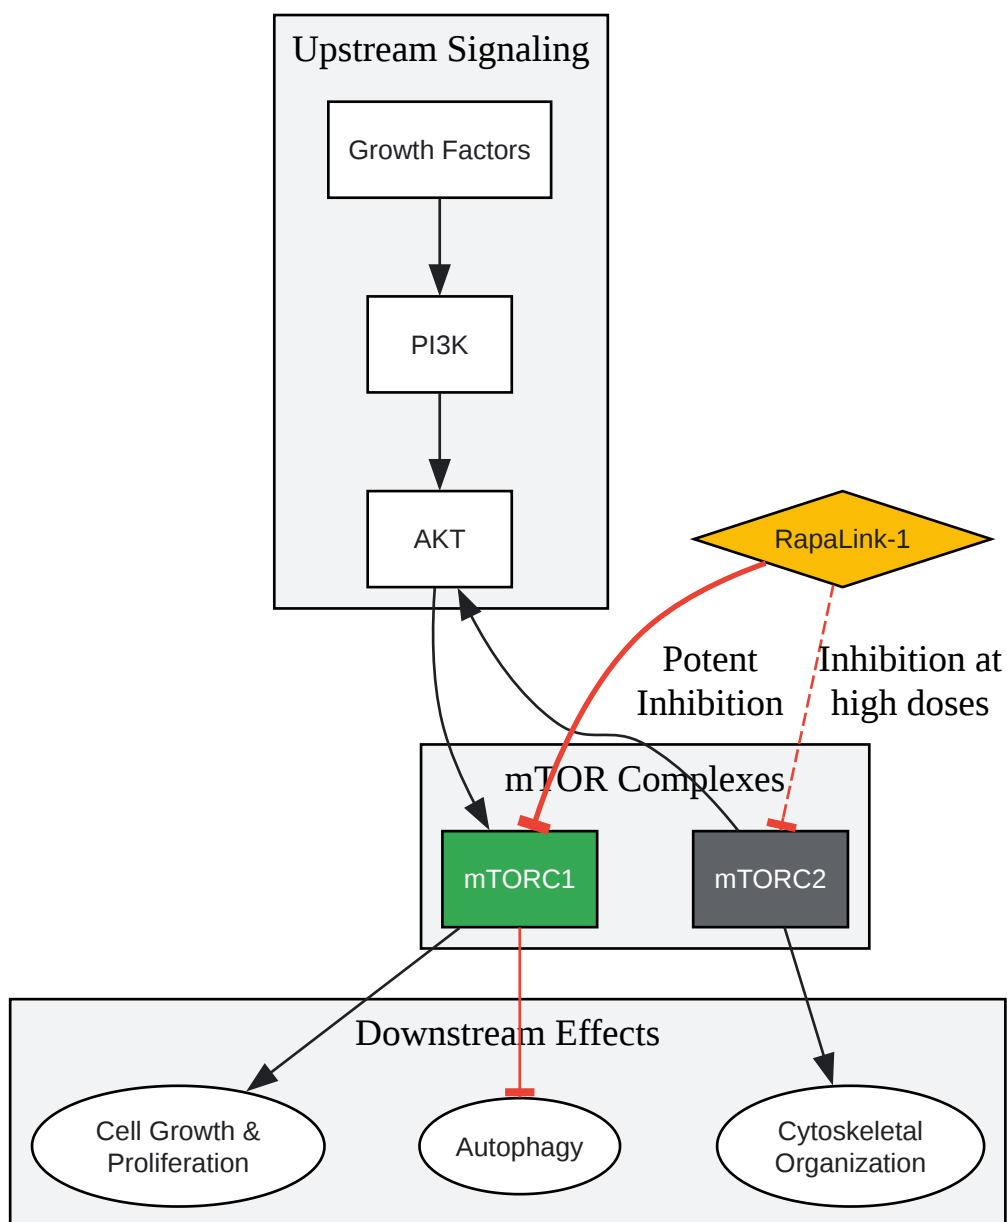 Upstream Signaling
Growth Factors
PI3K
AKT
RapaLink-1
Potent
Inhibition
Inhibition at
high doses
mTOR Complexes
mTORC1
mTORC2
Downstream Effects
Cell Growth &
Proliferation
Autophagy
Cytoskeletal
Organization